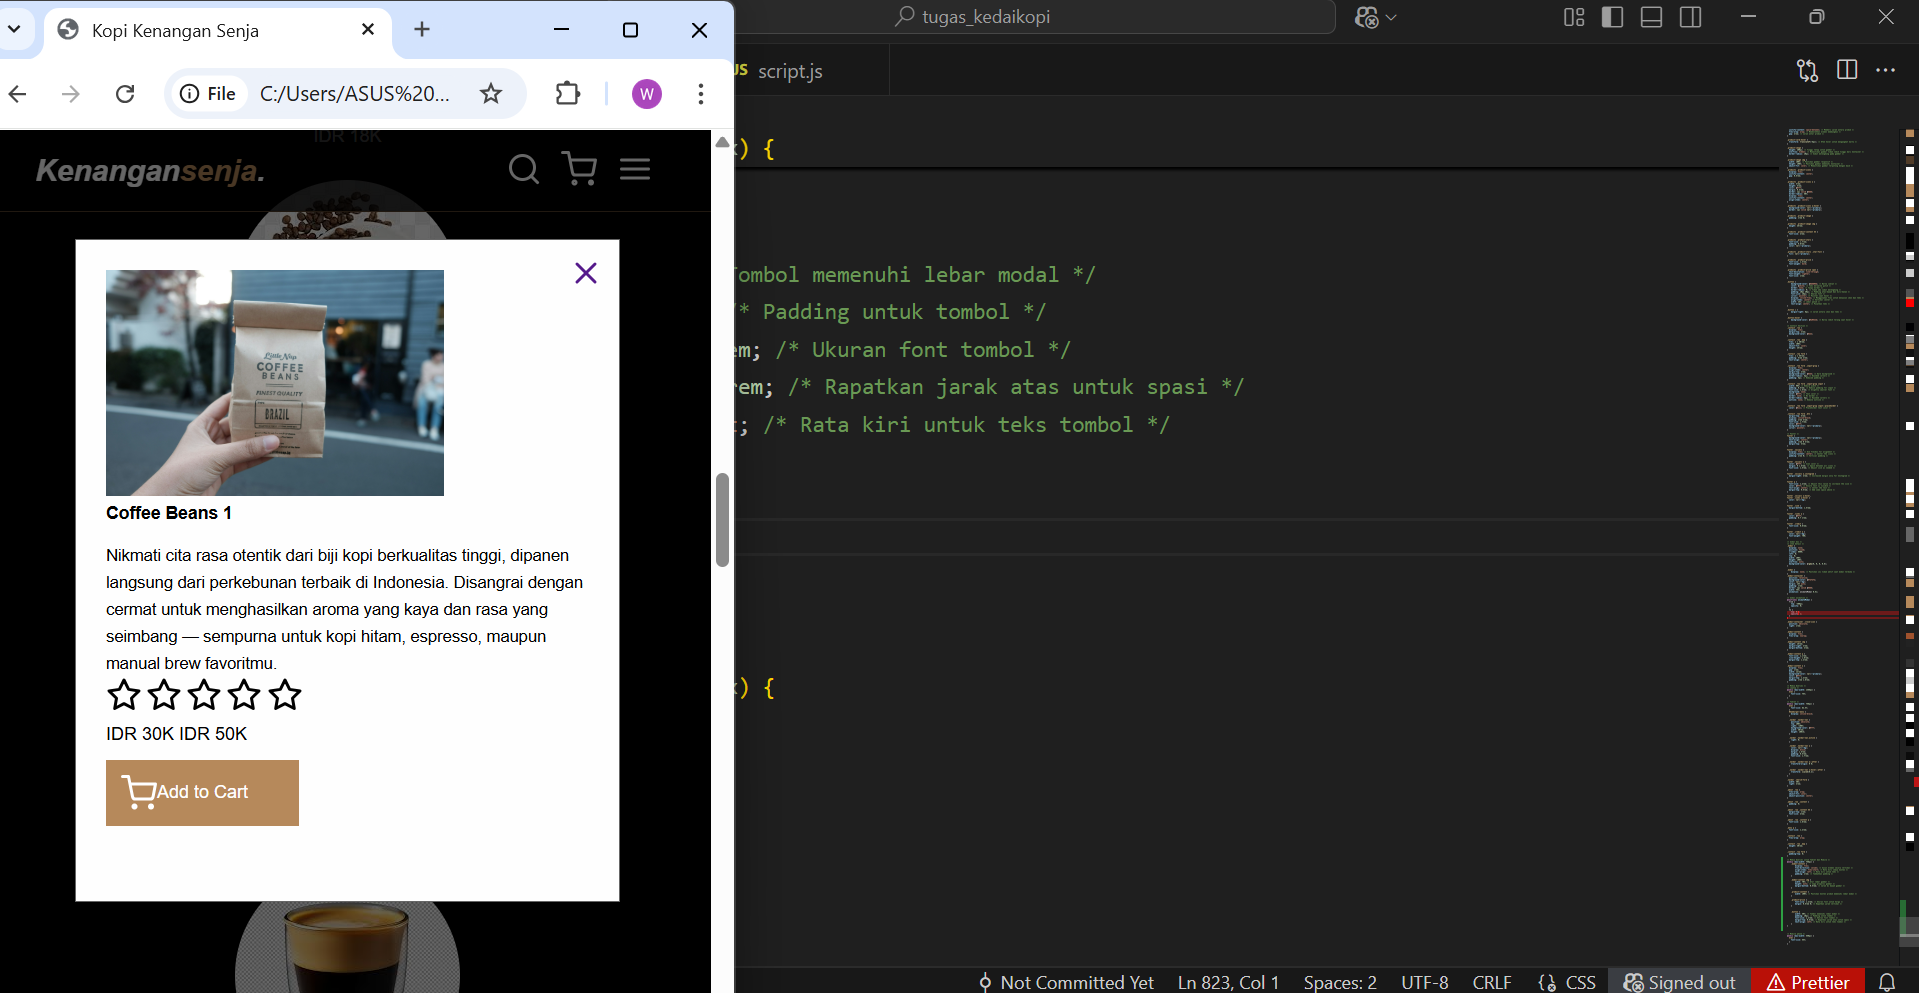 Kopi Kenangan Senja
File
C:/Users/ASUS%20...
W
IDR 18K
Kenangansenja.
Little Nap
COFFEE
BEANS
FINEST QUALITY
BRAZIL
Coffee Beans 1
Nikmati cita rasa otentik dari biji kopi berkualitas tinggi, dipanen
langsung dari perkebunan terbaik di Indonesia. Disangrai dengan
cermat untuk menghasilkan aroma yang kaya dan rasa yang
seimbang — sempurna untuk kopi hitam, espresso, maupun
manual brew favoritmu.
IDR 30K IDR 50K
Add to Cart
tugas_kedaikopi
JS script.js
) {
Tombol memenuhi lebar modal */
/* Padding untuk tombol */
em; /* Ukuran font tombol */
rem; /* Rapatkan jarak atas untuk spasi */
; /* Rata kiri untuk teks tombol */
) {
Not Committed Yet Ln 823, Col 1 Spaces: 2 UTF-8 CRLF CSS Signed out Prettier